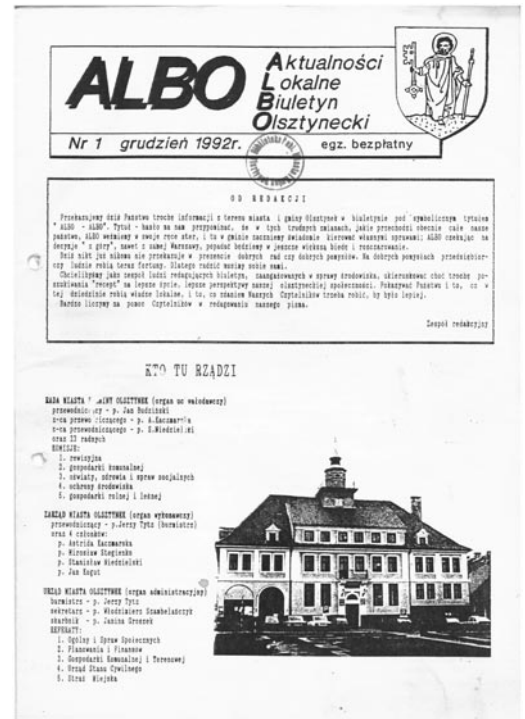 ALBO
Aktualności
Lokalne
Biuletyn
Olsztynecki
Nr 1 grudzień 1992r.
egz. bezpłatny
OD REDAKCJI
Przekazujemy dziś Państwu trochę informacji z terenu miasta i gminy Olsztynek w biuletynie pod symbolicznym tytułem
" ALBO - ALBO". Tytuł - hasło ma nam przypominać, że w tych trudnych zmianach, jakie przechodzi obecnie całe nasze
państwo, ALBO weźmiemy w swoje ręce ster, i tu w gminie zaczniemy świadomie kierować własnymi sprawami; ALBO czekając na
decyzje " z góry", nawet z samej Warszawy, popadać będziemy w jeszcze większą biedę i rozczarowanie.
Dziś nikt już nikomu nie przekazuje w prezencie dobrych rad czy dobrych pomysłów. Na dobrych pomysłach przedsiębior-
czy ludzie robią teraz fortuny. Dlatego radzić musimy sobie sami.
Chcielibyśmy jako zespół ludzi redagujących biuletyn, zaangażowanych w sprawy środowiska, ukierunkować choć trochę po-
szukiwania "recept" na lepsze życie, lepsze perspektywy naszej olsztyneckiej społeczności. Pokazywać Państwu i to, co w
tej dziedzinie robią władze lokalne, i to, co zdaniem Naszych Czytelników trzeba robić, by było lepiej.
Bardzo liczymy na pomoc Czytelników w redagowaniu naszego pisma.
Zespół redakcyjny
KTO TU RZĄDZI
RADA MIASTA I GMINY OLSZTYNEK (organ uchwałodawczy)
przewodniczący - p. Jan Budziński
z-ca przewodniczącego - p. A.Kaczmarska
z-ca przewodniczącego - p. S.Niedzielski
oraz 23 radnych
KOMISJE:
1. rewizyjna
2. gospodarki komunalnej
3. oświaty, zdrowia i spraw socjalnych
4. ochrony środowiska
5. gospodarki rolnej i leśnej
ZARZĄD MIASTA OLSZTYNEK (organ wykonawczy)
przewodniczący - p.Jerzy Tytz (burmistrz)
oraz 4 członków:
p. Astrida Kaczmarska
p. Mirosław Stegienko
p. Stanisław Niedzielski
p. Jan Kogut
URZĄD MIASTA OLSZTYNEK (organ administracyjny)
burmistrz - p. Jerzy Tytz
sekretarz - p. Włodzimierz Szambelańczyk
skarbnik - p. Janina Groszek
REFERATY:
1. Ogólny i Spraw Społecznych
2. Planowania i Finansów
3. Gospodarki Komunalnej i Terenowej
4. Urząd Stanu Cywilnego
5. Straż Miejska